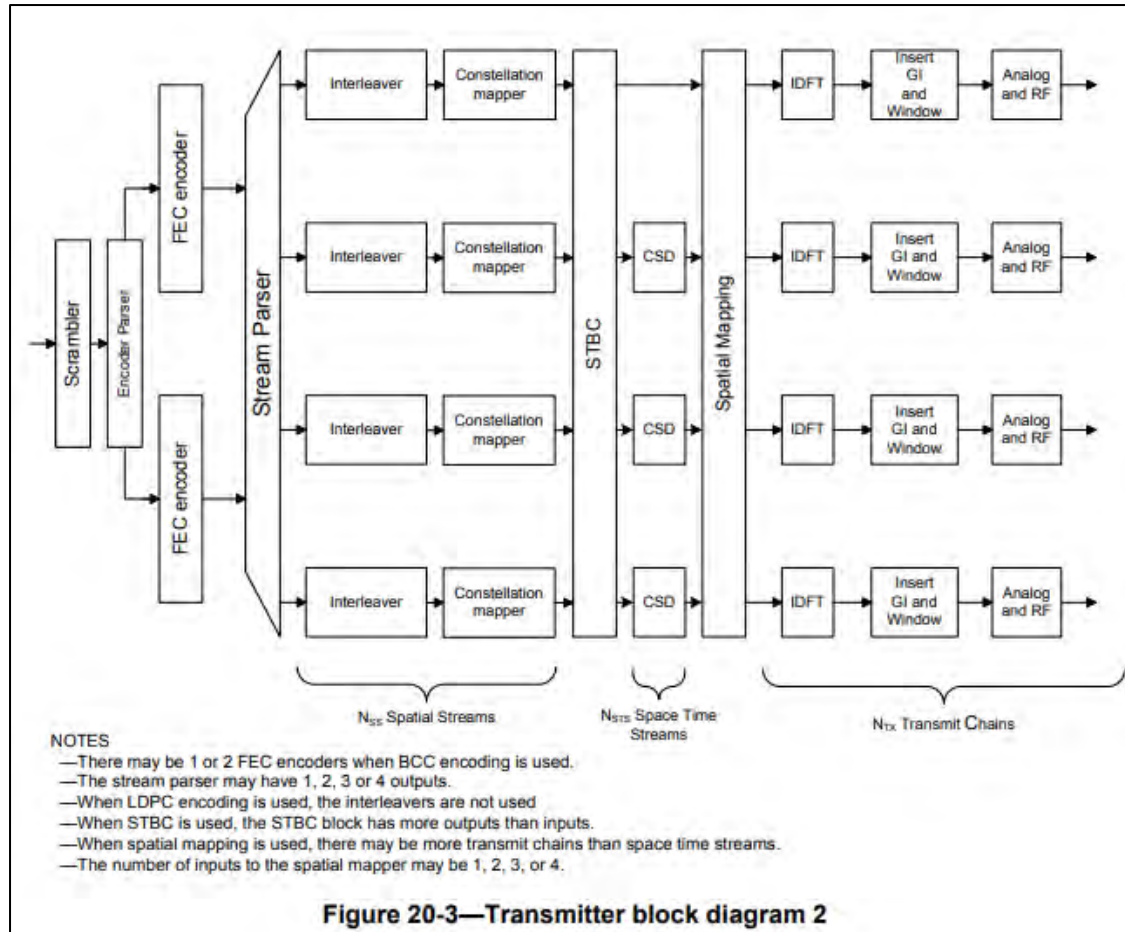 Scrambler
Encoder Parser
FEC encoder
FEC encoder
Stream Parser
Interleaver
Constellation
mapper
STBC
Spatial Mapping
IDFT
Insert
GI
and
Window
Analog
and RF
Interleaver
Constellation
mapper
CSD
IDFT
Insert
GI and
Window
Analog
and RF
Interleaver
Constellation
mapper
CSD
IDFT
Insert
GI and
Window
Analog
and RF
Interleaver
Constellation
mapper
CSD
IDFT
Insert
GI and
Window
Analog
and RF
NSS Spatial Streams
NSTS Space Time
Streams
NTX Transmit Chains
NOTES
—There may be 1 or 2 FEC encoders when BCC encoding is used.
—The stream parser may have 1, 2, 3 or 4 outputs.
—When LDPC encoding is used, the interleavers are not used
—When STBC is used, the STBC block has more outputs than inputs.
—When spatial mapping is used, there may be more transmit chains than space time streams.
—The number of inputs to the spatial mapper may be 1, 2, 3, or 4.
Figure 20-3—Transmitter block diagram 2